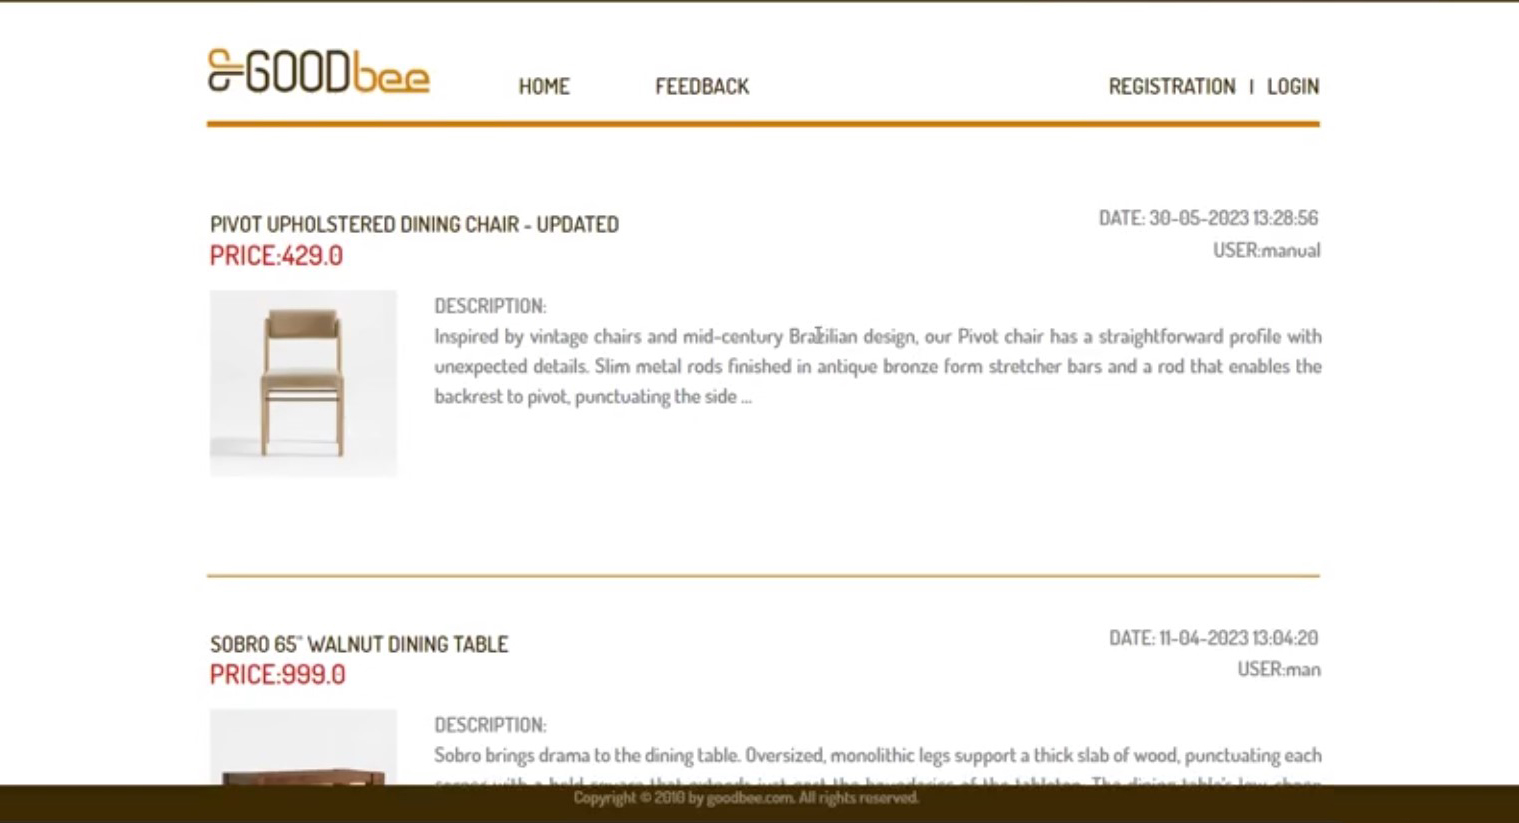 GOODbee
HOME
FEEDBACK
REGISTRATION | LOGIN
PIVOT UPHOLSTERED DINING CHAIR - UPDATED
DATE: 30-05-2023 13:28:56
PRICE:429.0
USER:manual
DESCRIPTION:
Inspired by vintage chairs and mid-century Brazilian design, our Pivot chair has a straightforward profile with
unexpected details. Slim metal rods finished in antique bronze form stretcher bars and a rod that enables the
backrest to pivot, punctuating the side ...
SOBRO 65" WALNUT DINING TABLE
DATE: 11-04-2023 13:04:20
PRICE:999.0
USER:man
DESCRIPTION:
Sobro brings drama to the dining table. Oversized, monolithic legs support a thick slab of wood, punctuating each
Copyright © 2010 by goodbee.com. All rights reserved.